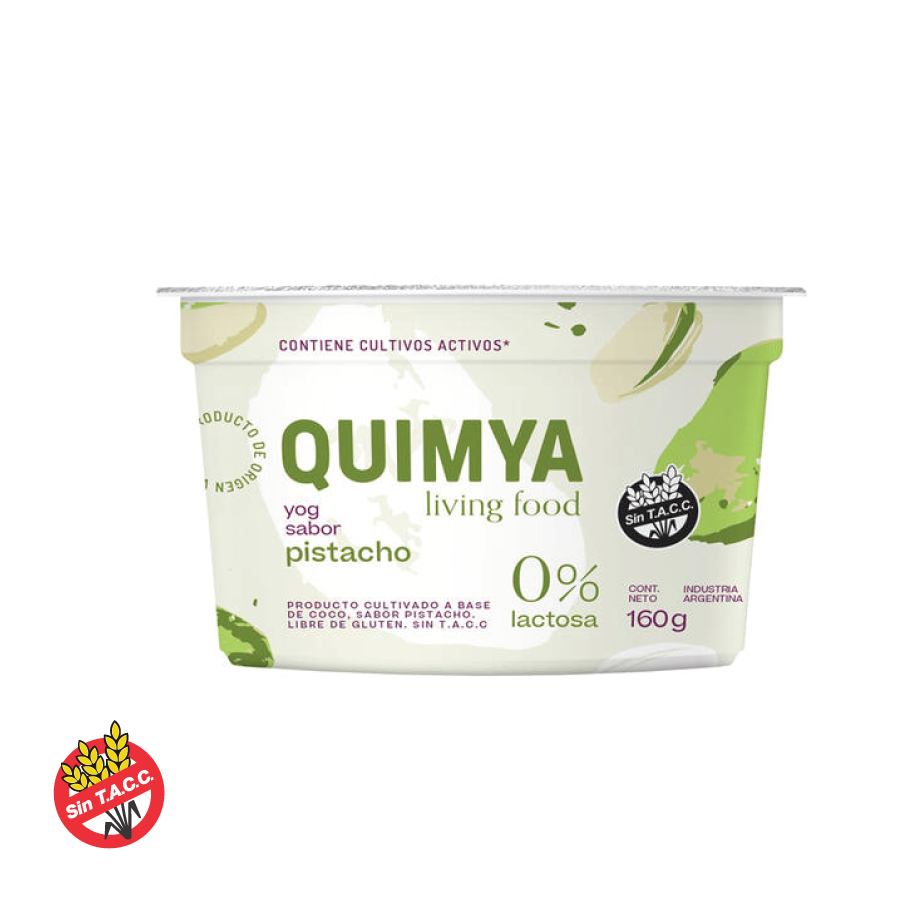 CONTIENE CULTIVOS ACTIVOS*
PRODUCTO DE ORIGEN
QUIMYA
living food
yog
sabor
pistacho
Sin T.A.C.C.
0%
lactosa
PRODUCTO CULTIVADO A BASE
DE COCO, SABOR PISTACHO.
LIBRE DE GLUTEN. SIN T.A.C.C
CONT.
NETO
160g
INDUSTRIA
ARGENTINA
Sin T.A.C.C.